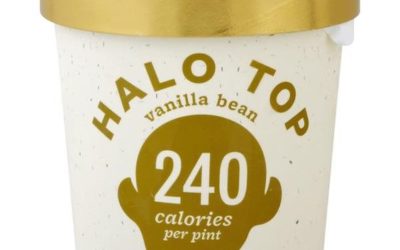 HALO TOP
vanilla bean
240
calories
per pint